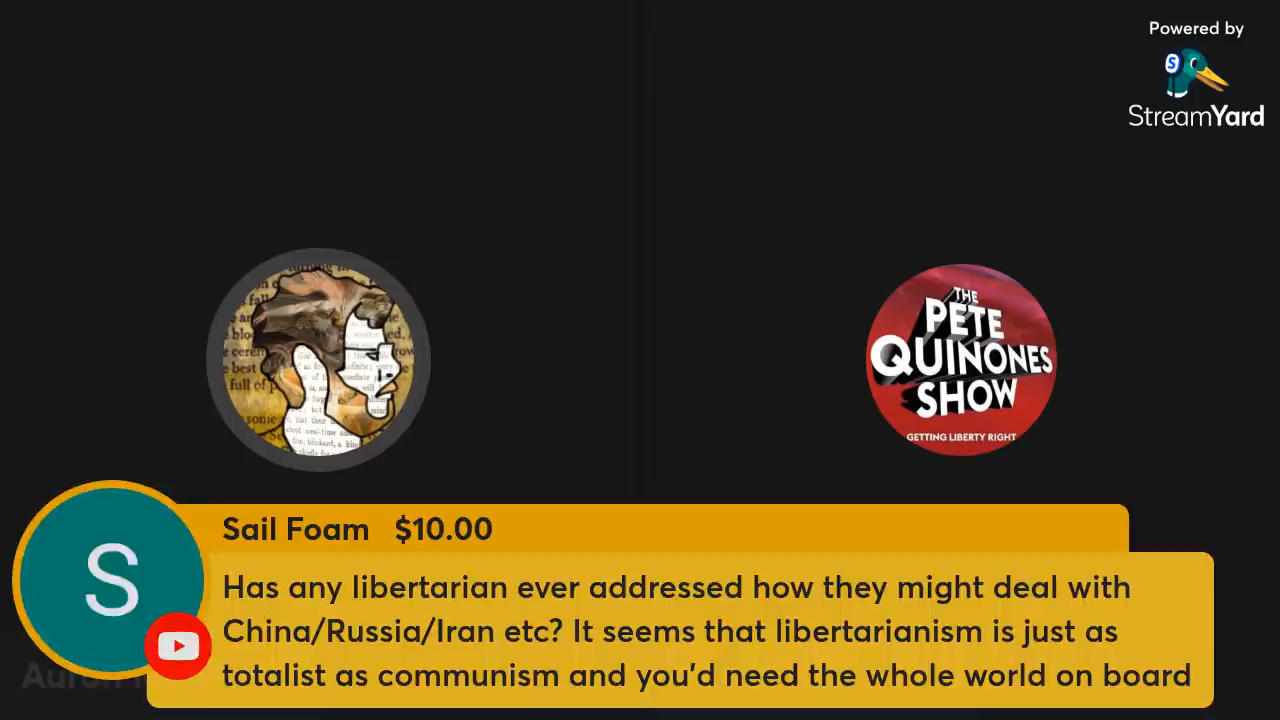 Powered by
S
StreamYard
THE
PETE
QUINONES
SHOW
GETTING LIBERTY RIGHT
Sail Foam $10.00
S
Has any libertarian ever addressed how they might deal with
China/Russia/Iran etc? It seems that libertarianism is just as
totalist as communism and you'd need the whole world on board